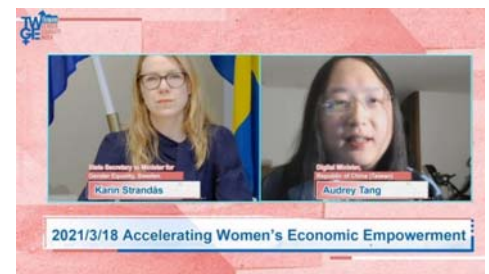 TW
GE
State Secretary to Minister for
Gender Equality, Sweden
Karin Strandås
Digital Minister,
Republic of China (Taiwan)
Audrey Tang
2021/3/18 Accelerating Women's Economic Empowerment